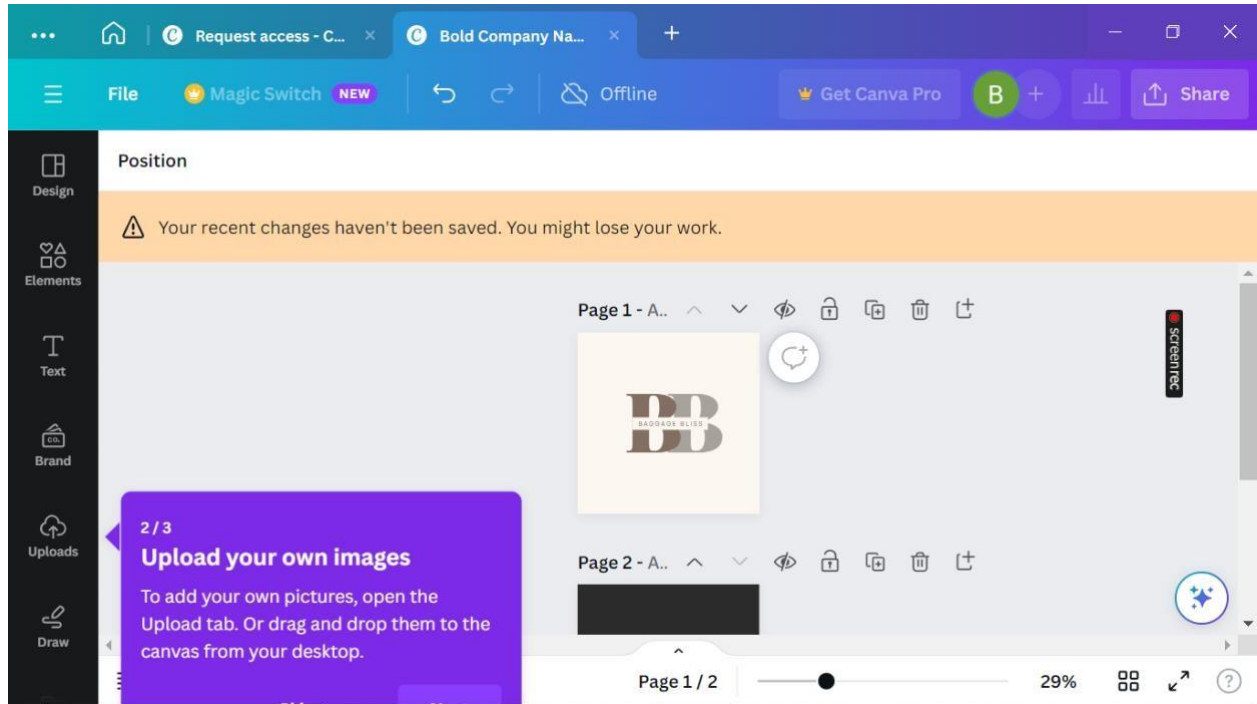 Request access - C...
Bold Company Na...
File
Magic Switch NEW
Offline
Get Canva Pro
B
Share
Design
Position
Your recent changes haven't been saved. You might lose your work.
Elements
Page 1 - A..
Text
screenrec
BB
BAGGAGE BLISS
CO.
Brand
2 / 3
Upload your own images
To add your own pictures, open the
Upload tab. Or drag and drop them to the
canvas from your desktop.
Uploads
Page 2 - A..
Draw
Page 1 / 2
29%